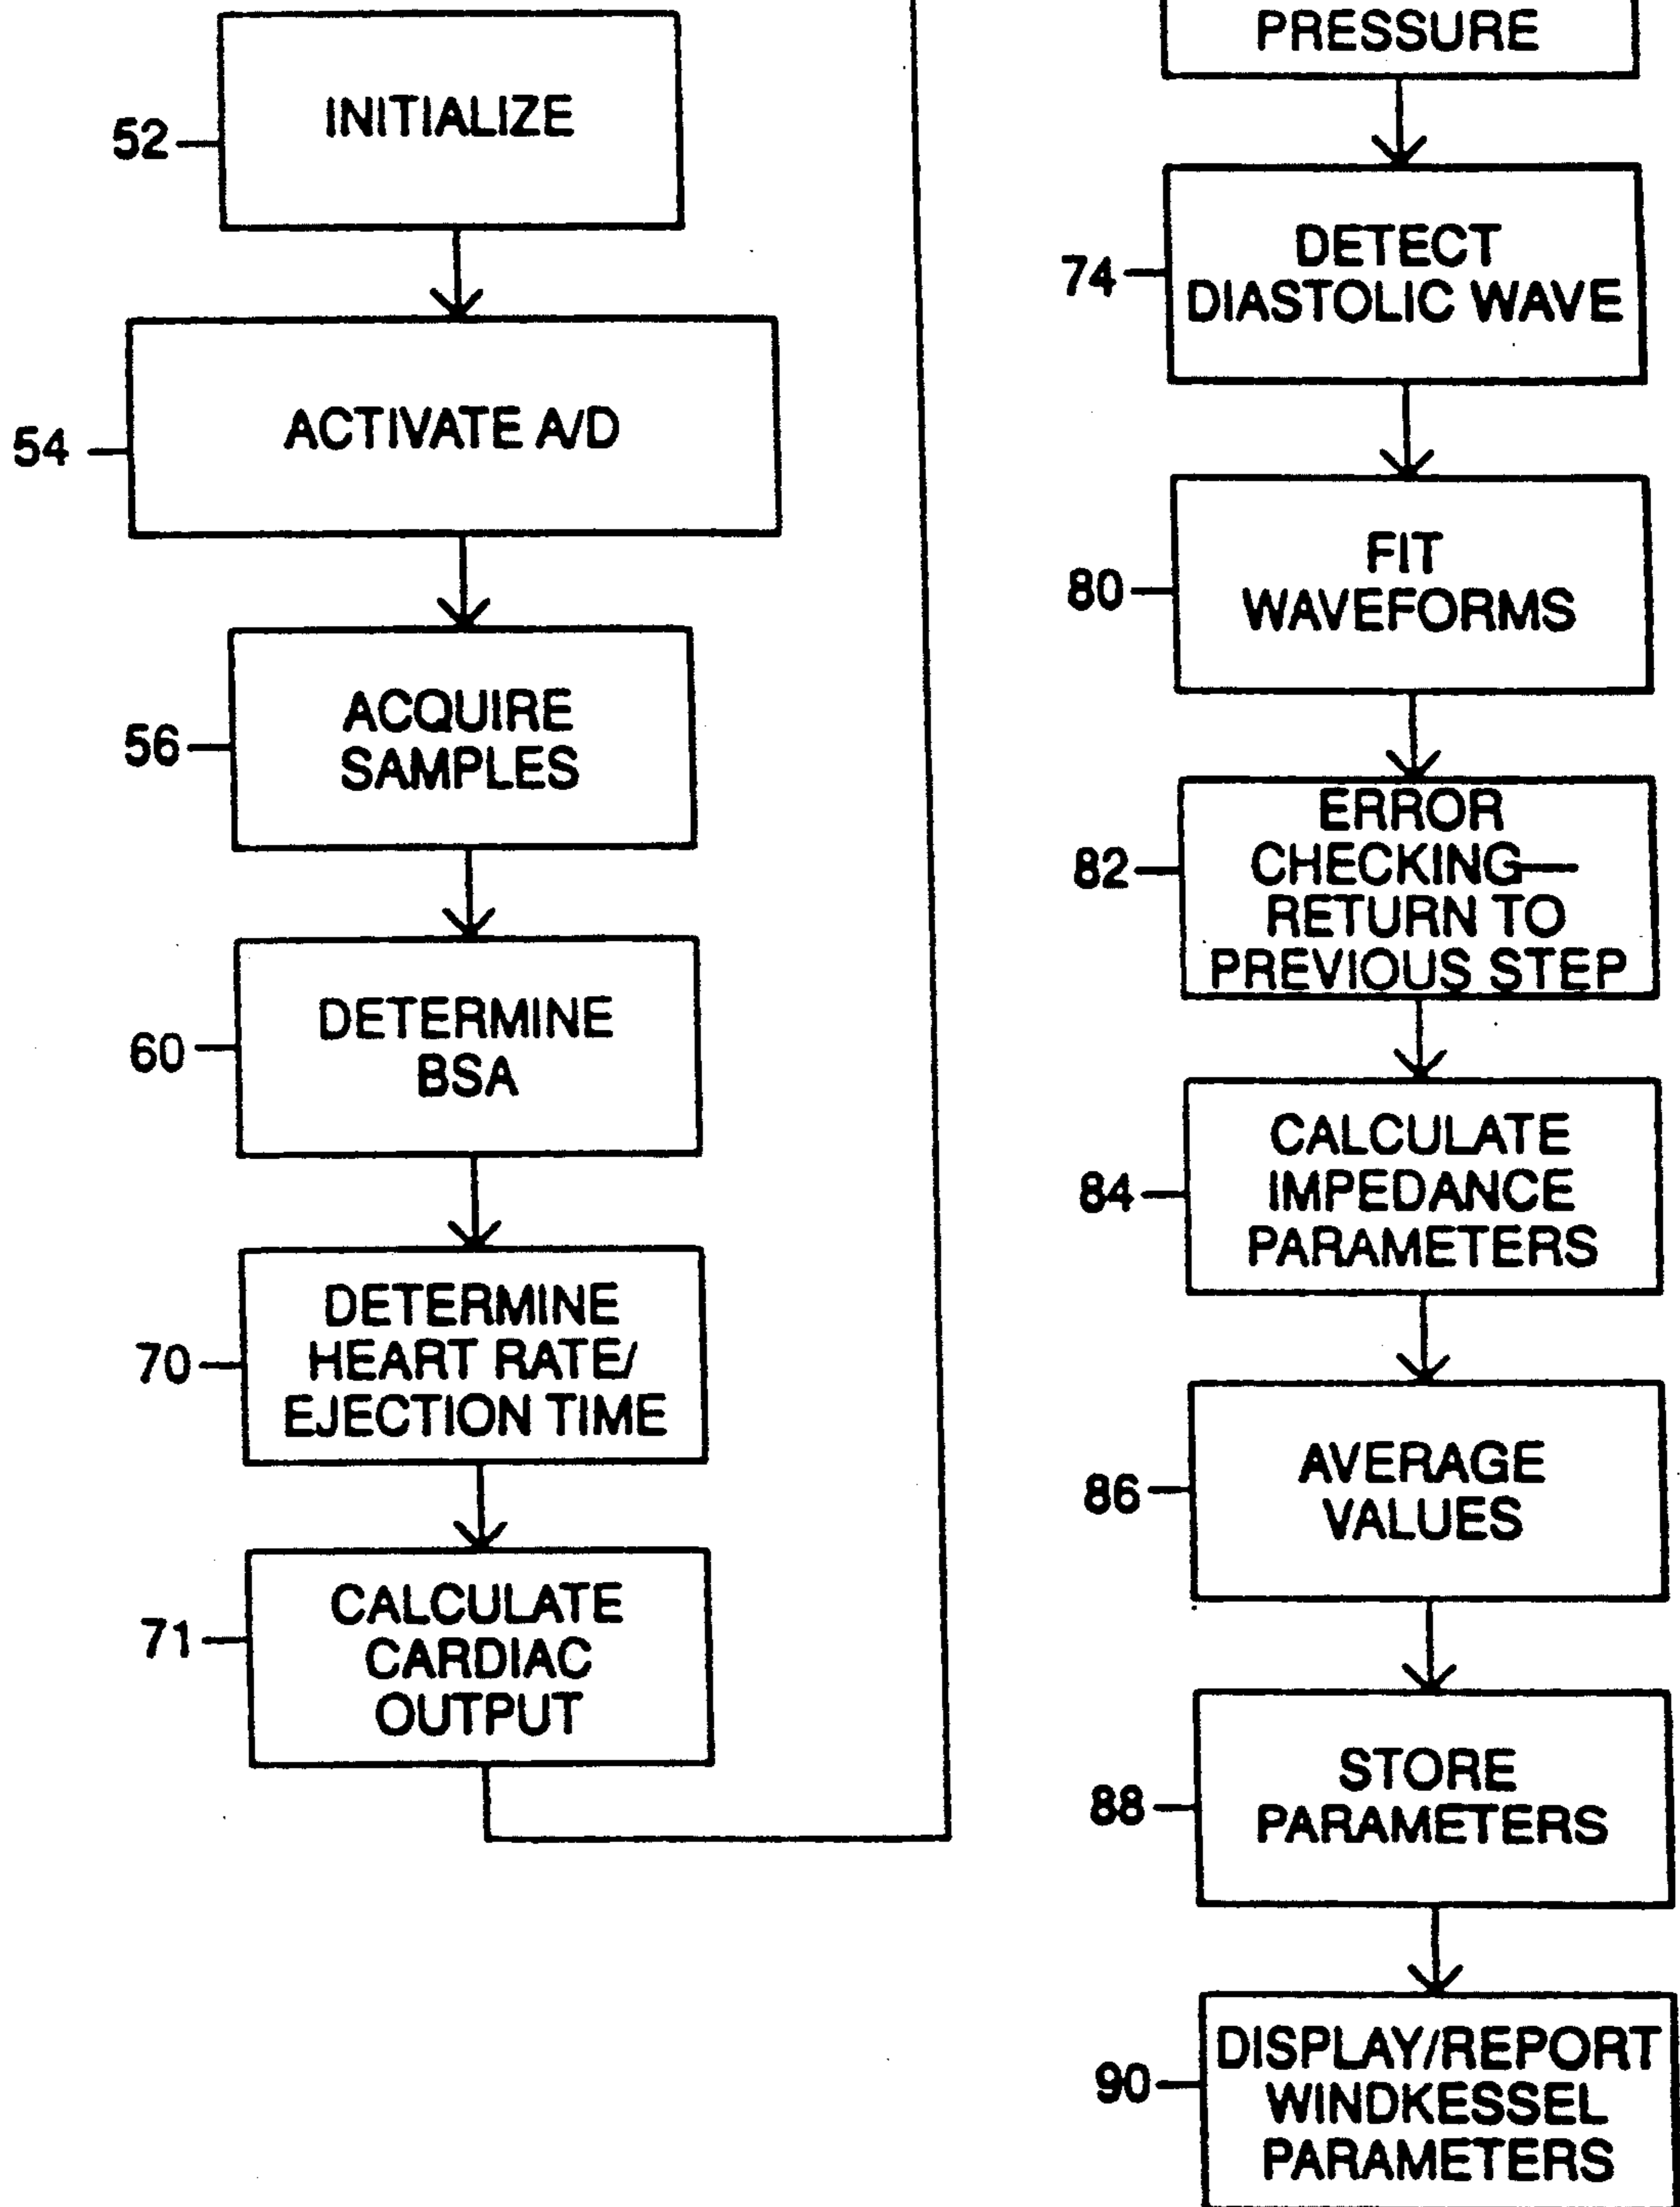 INITIALIZE
52
ACTIVATE A/D
54
ACQUIRE
SAMPLES
56
DETERMINE
BSA
60
DETERMINE
HEART RATE/
EJECTION TIME
70
CALCULATE
CARDIAC
OUTPUT
71
PRESSURE
DETECT
DIASTOLIC WAVE
74
FIT
WAVEFORMS
80
ERROR
CHECKING—
RETURN TO
PREVIOUS STEP
82
CALCULATE
IMPEDANCE
PARAMETERS
84
AVERAGE
VALUES
86
STORE
PARAMETERS
88
DISPLAY/REPORT
WINDKESSEL
PARAMETERS
90